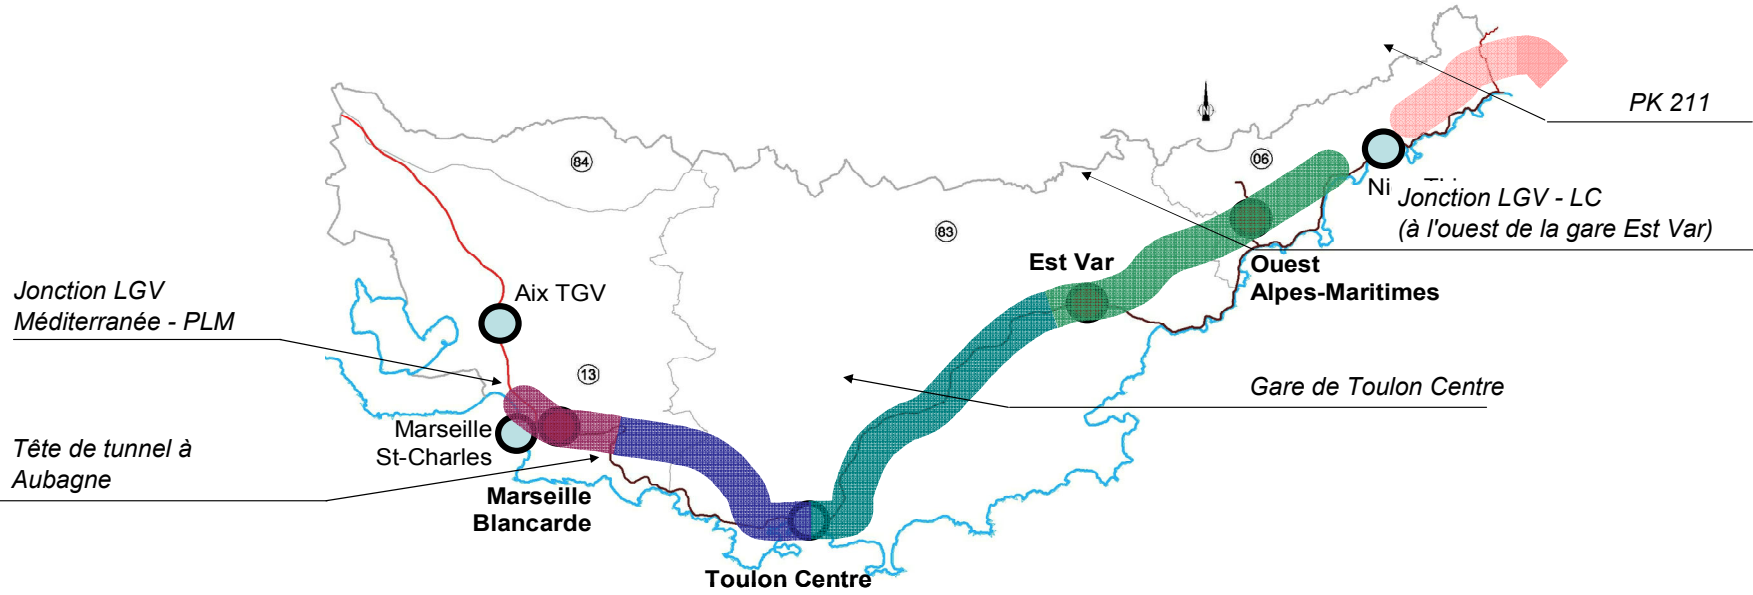 PK 211
84
06
N
Jonction LGV - LC
(à l'ouest de la gare Est Var)
83
Est Var
Ouest
Alpes-Maritimes
Jonction LGV
Méditerranée - PLM
Aix TGV
13
Gare de Toulon Centre
Marseille
St-Charles
Tête de tunnel à
Aubagne
Marseille
Blancarde
Toulon Centre